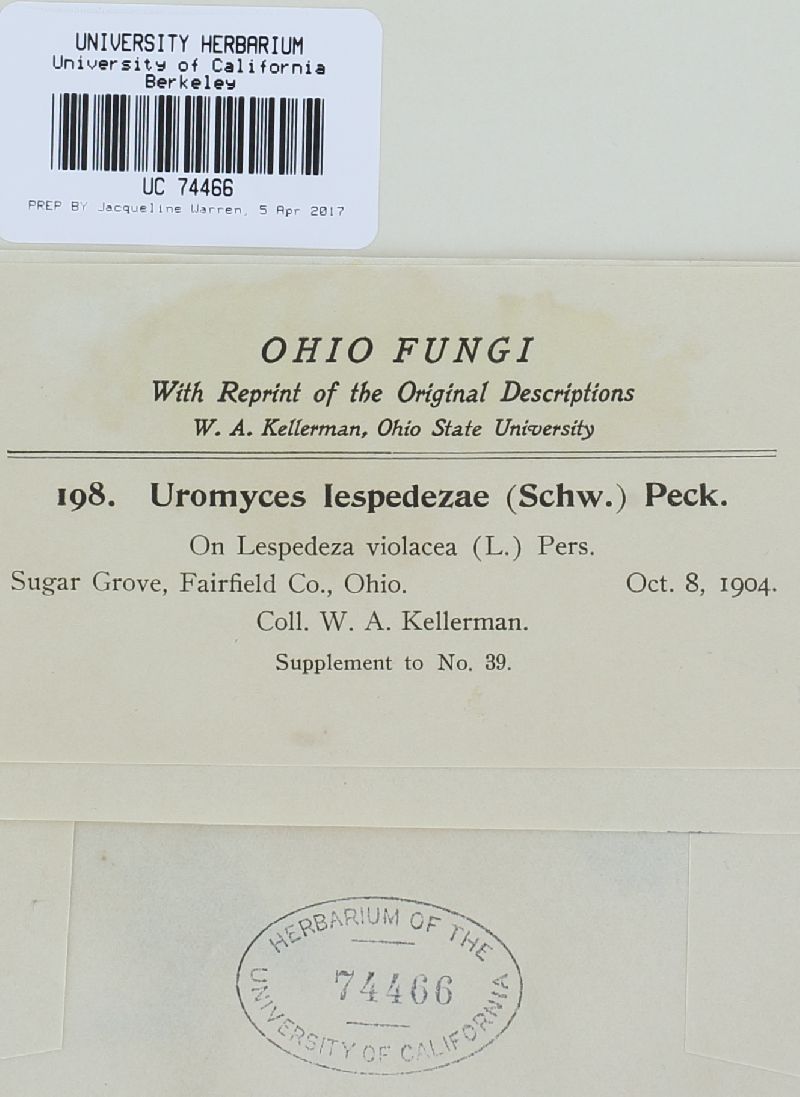 UNIVERSITY HERBARIUM
University of California
Berkeley
UC 74466
PREP BY Jacqueline Warren, 5 Apr 2017
OHIO FUNGI
With Reprint of the Original Descriptions
W. A. Kellerman, Ohio State University
198. Uromyces lespedezae (Schw.) Peck.
On Lespedeza violacea (L.) Pers.
Sugar Grove, Fairfield Co., Ohio. Oct. 8, 1904.
Coll. W. A. Kellerman.
Supplement to No. 39.
HERBARIUM OF THE
74466
UNIVERSITY OF CALIFORNIA